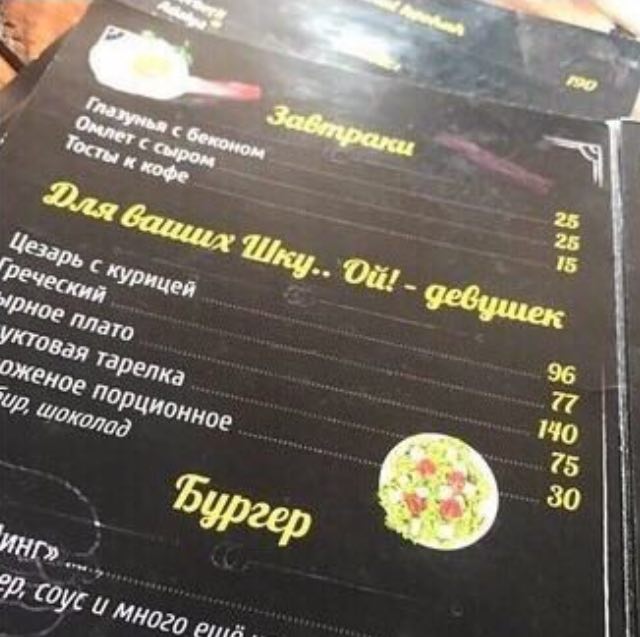 190
Завтраки
Глазунья с беконом 25
Омлет с сыром 25
Тосты к кофе 15
Для ваших Шку.. Ой! - девушек
Цезарь с курицей 96
Греческий 77
ырное плато 140
уктовая тарелка 75
оженое порционное 30
бир, шоколад
Бургер
инг»
ер, соус и много ещё